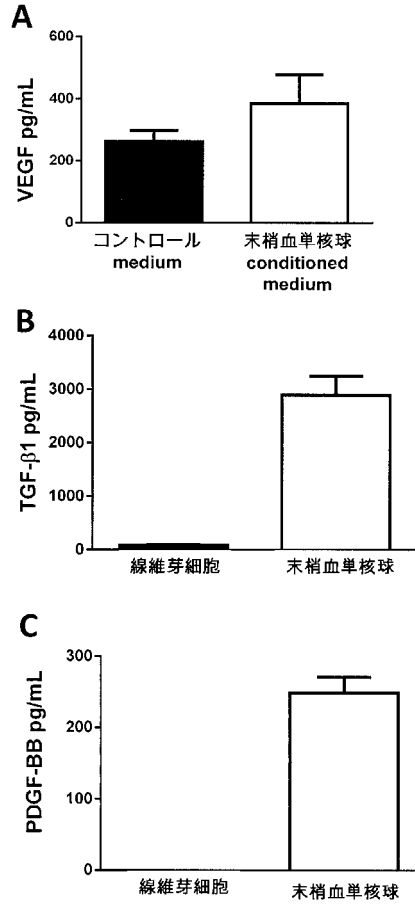 A
VEGF pg/mL
600
400
200
0
コントロール
medium
末梢血単核球
conditioned
medium
B
TGF-β1 pg/mL
4000
3000
2000
1000
0
線維芽細胞
末梢血単核球
C
PDGF-BB pg/mL
300
200
100
0
線維芽細胞
末梢血単核球